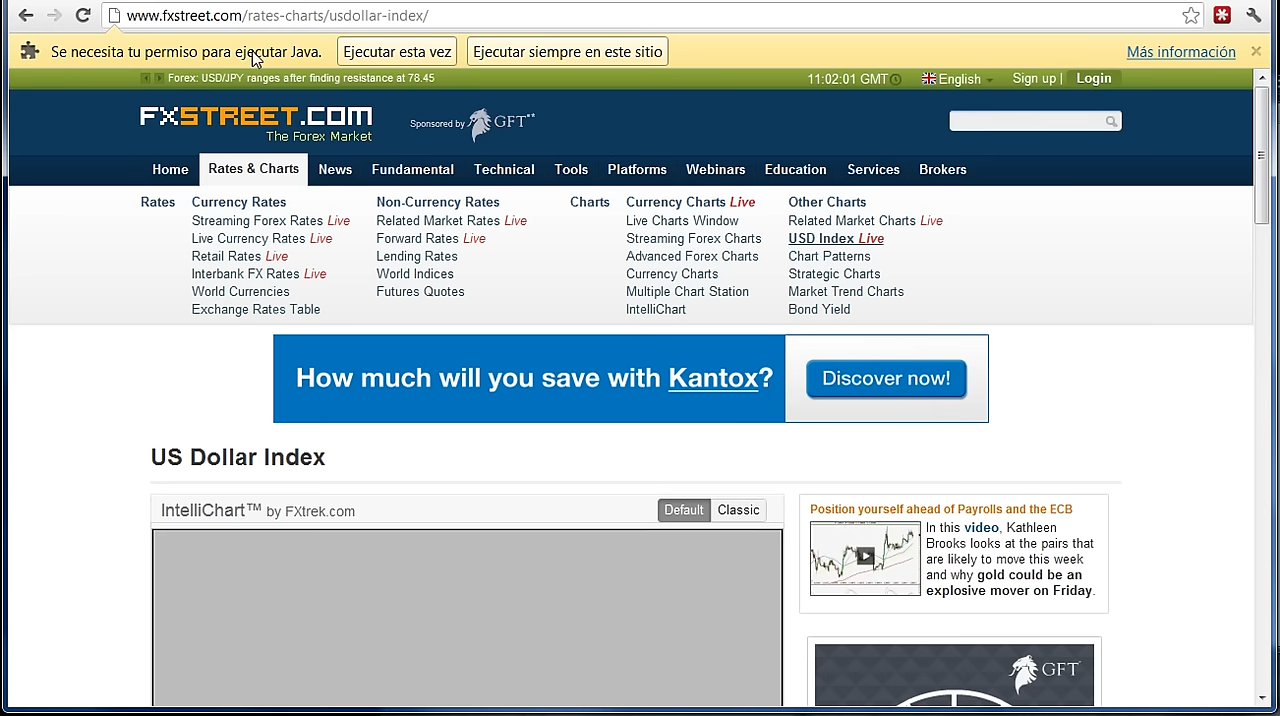 www.fxstreet.com/rates-charts/usdollar-index/
Se necesita tu permiso para ejecutar Java. Ejecutar esta vez Ejecutar siempre en este sitio Más información
Forex: USD/JPY ranges after finding resistance at 78.45 11:02:01 GMT English Sign up | Login
FXSTREET.COM
The Forex Market
Sponsored by GFT
Home Rates & Charts News Fundamental Technical Tools Platforms Webinars Education Services Brokers
Rates Currency Rates Non-Currency Rates Charts Currency Charts Live Other Charts
Streaming Forex Rates Live Related Market Rates Live Live Charts Window Related Market Charts Live
Live Currency Rates Live Forward Rates Live Streaming Forex Charts USD Index Live
Retail Rates Live Lending Rates Advanced Forex Charts Chart Patterns
Interbank FX Rates Live World Indices Currency Charts Strategic Charts
World Currencies Futures Quotes Multiple Chart Station Market Trend Charts
Exchange Rates Table IntelliChart Bond Yield
How much will you save with Kantox? Discover now!
US Dollar Index
IntelliChart™ by FXtrek.com Default Classic
Position yourself ahead of Payrolls and the ECB
In this video, Kathleen
Brooks looks at the pairs that
are likely to move this week
and why gold could be an
explosive mover on Friday.
GFT